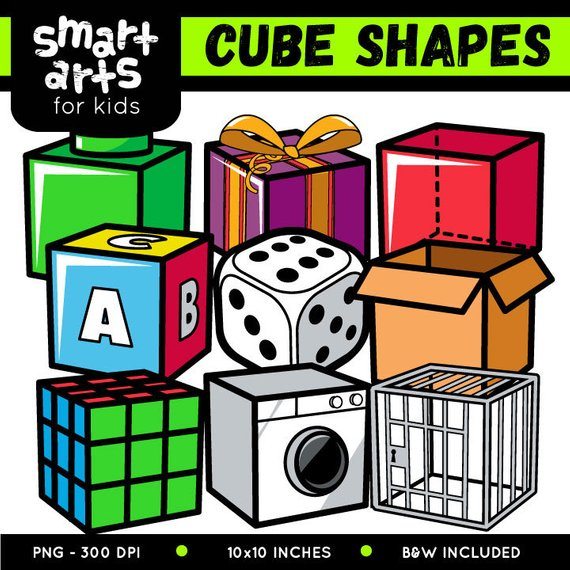 smart
arts
for kids
CUBE SHAPES
C
A
B
PNG - 300 DPI • 10x10 INCHES • B&W INCLUDED